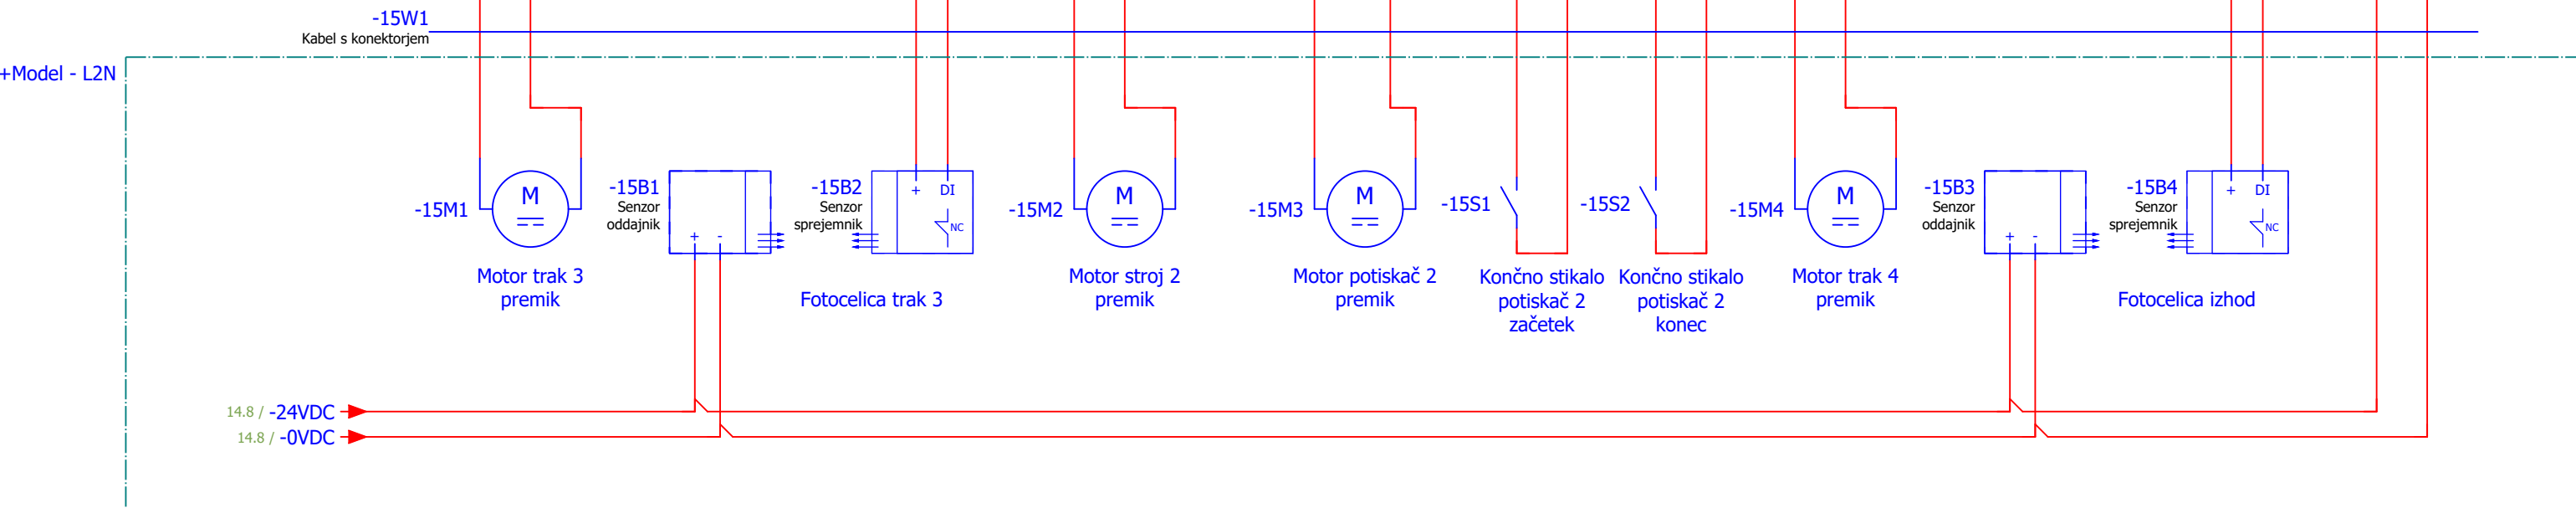 -15W1
Kabel s konektorjem
+Model - L2N
-15M1
M
Motor trak 3
premik
-15B1
Senzor
oddajnik
+ -
-15B2
Senzor
sprejemnik
+ DI
NC
Fotocelica trak 3
-15M2
M
Motor stroj 2
premik
-15M3
M
Motor potiskač 2
premik
-15S1
Končno stikalo
potiskač 2
začetek
-15S2
Končno stikalo
potiskač 2
konec
-15M4
M
Motor trak 4
premik
-15B3
Senzor
oddajnik
+ -
-15B4
Senzor
sprejemnik
+ DI
NC
Fotocelica izhod
14.8 / -24VDC
14.8 / -0VDC